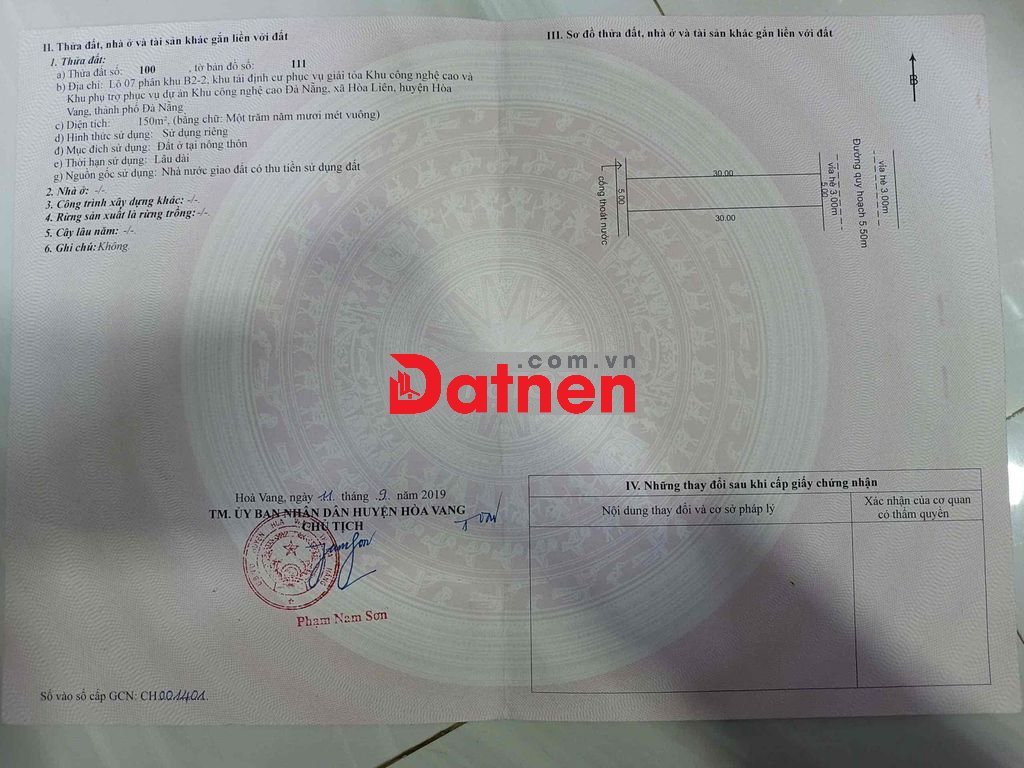 II. Thửa đất, nhà ở và tài sản khác gắn liền với đất
1. Thửa đất:
a) Thửa đất số: 100 , tờ bản đồ số: 111
b) Địa chỉ: Lô 07 phân khu B2-2, khu tái định cư phục vụ giải tỏa Khu công nghệ cao và
Khu phụ trợ phục vụ dự án Khu công nghệ cao Đà Nẵng, xã Hòa Liên, huyện Hòa
Vang, thành phố Đà Nẵng
c) Diện tích: 150m², (bằng chữ: Một trăm năm mươi mét vuông)
d) Hình thức sử dụng: Sử dụng riêng
đ) Mục đích sử dụng: Đất ở tại nông thôn
e) Thời hạn sử dụng: Lâu dài
g) Nguồn gốc sử dụng: Nhà nước giao đất có thu tiền sử dụng đất
2. Nhà ở: -/-
3. Công trình xây dựng khác: -/-
4. Rừng sản xuất là rừng trồng: -/-
5. Cây lâu năm: -/-
6. Ghi chú: Không.
Hoà Vang, ngày 11 tháng 9 năm 2019
TM. ỦY BAN NHÂN DÂN HUYỆN HÒA VANG
CHỦ TỊCH
Phạm Nam Sơn
Số vào sổ cấp GCN: CH 001401.
III. Sơ đồ thửa đất, nhà ở và tài sản khác gắn liền với đất
B
30.00
30.00
5.00
cống thoát nước
5.00
vỉa hè 3.00m
Đường quy hoạch 5.50m
vỉa hè 3.00m
.com.vn
Datnen
IV. Những thay đổi sau khi cấp giấy chứng nhận
Nội dung thay đổi và cơ sở pháp lý
Xác nhận của cơ quan
có thẩm quyền